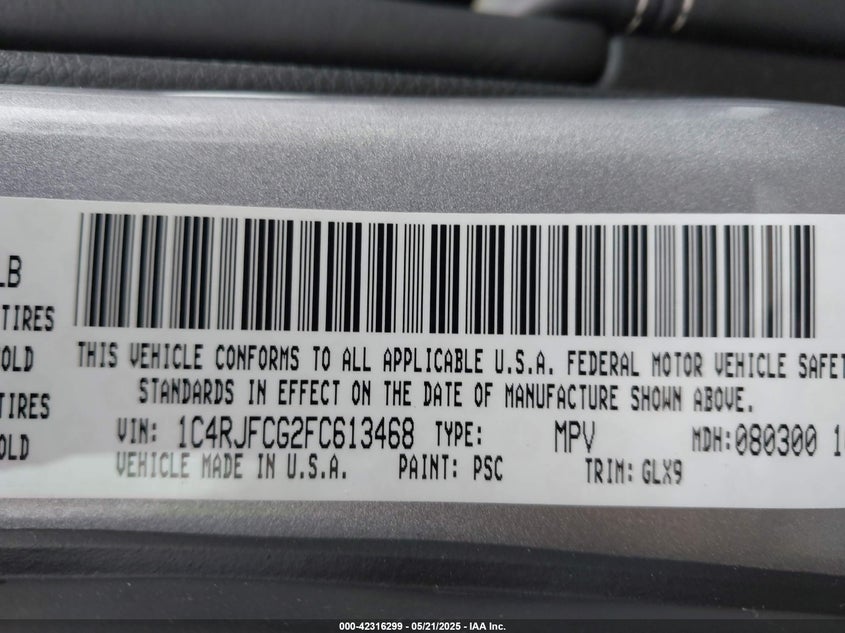 LB
TIRES
OLD
TIRES
OLD
THIS VEHICLE CONFORMS TO ALL APPLICABLE U.S.A. FEDERAL MOTOR VEHICLE SAFET
STANDARDS IN EFFECT ON THE DATE OF MANUFACTURE SHOWN ABOVE.
VIN: 1C4RJFCG2FC613468 TYPE: MPV MDH:080300 1
VEHICLE MADE IN U.S.A. PAINT: PSC TRIM: GLX9
000-42316299 - 05/21/2025 - IAA Inc.